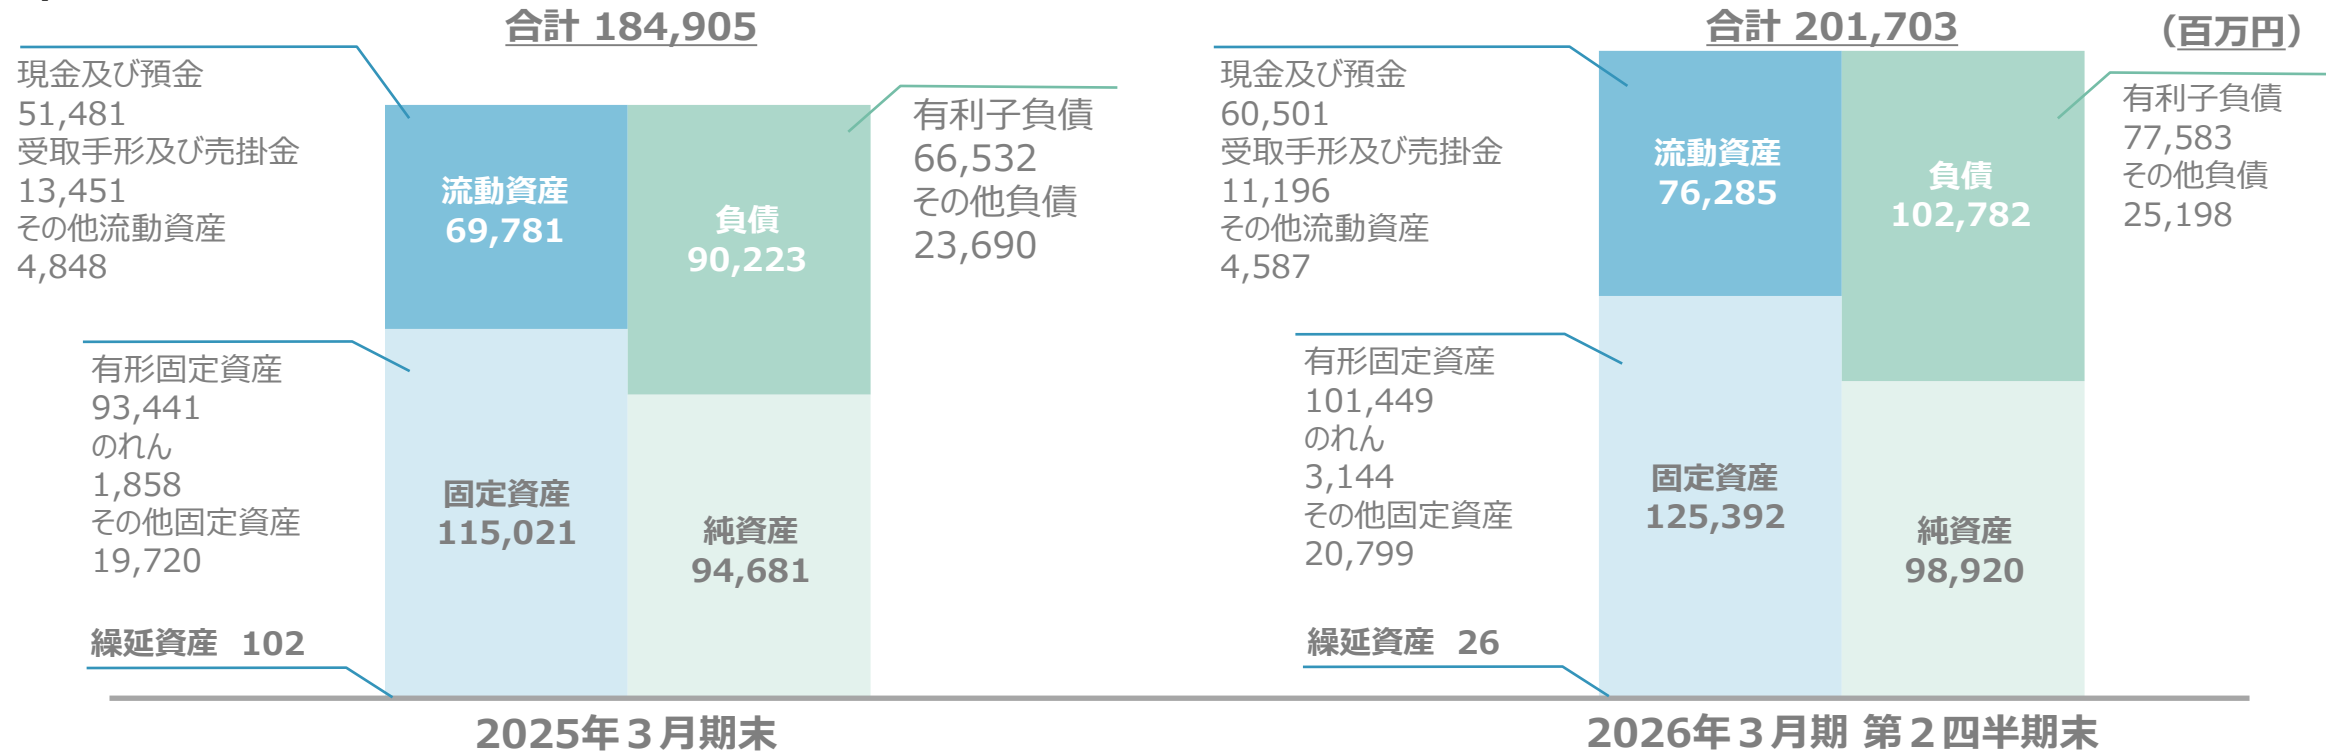 合計 184,905
現金及び預金
51,481
受取手形及び売掛金
13,451
その他流動資産
4,848
流動資産
69,781
負債
90,223
有利子負債
66,532
その他負債
23,690
有形固定資産
93,441
のれん
1,858
その他固定資産
19,720
固定資産
115,021
純資産
94,681
繰延資産 102
2025年３月期末
合計 201,703
（百万円）
現金及び預金
60,501
受取手形及び売掛金
11,196
その他流動資産
4,587
流動資産
76,285
負債
102,782
有利子負債
77,583
その他負債
25,198
有形固定資産
101,449
のれん
3,144
その他固定資産
20,799
固定資産
125,392
純資産
98,920
繰延資産 26
2026年３月期 第２四半期末